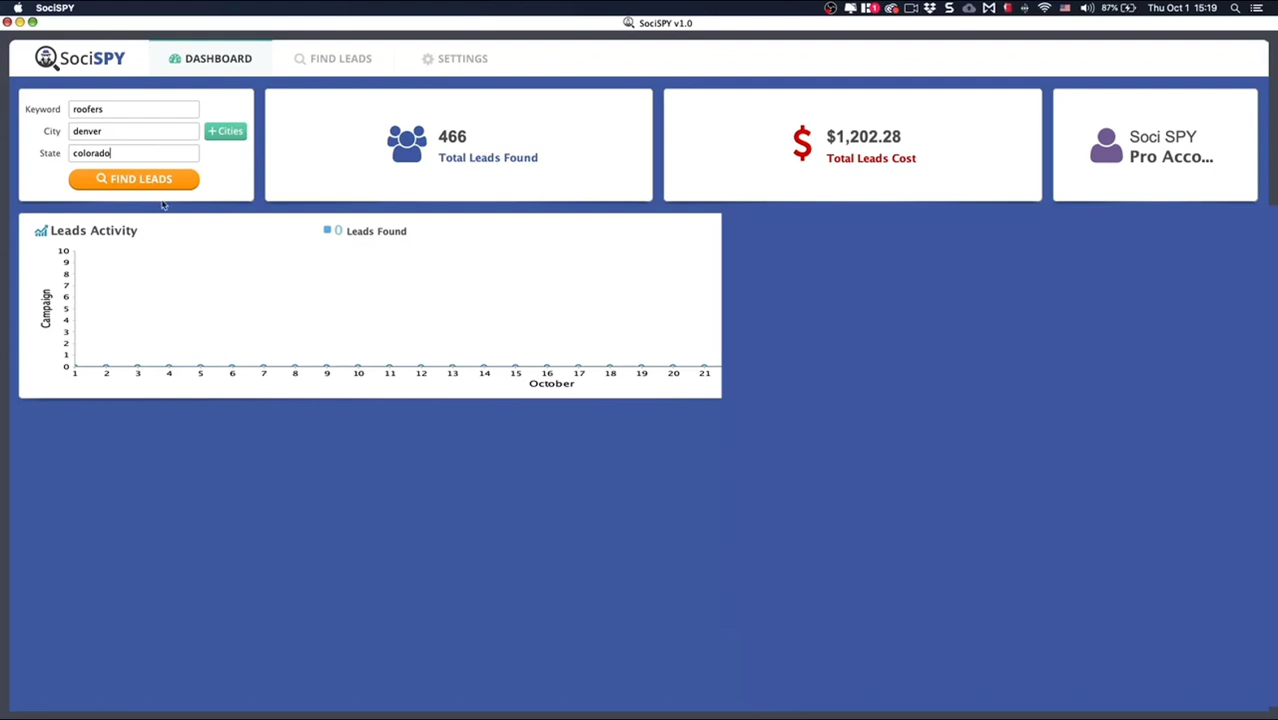 SociSPY
87%
Thu Oct 1 15:19
SociSPY v1.0
SociSPY
DASHBOARD
FIND LEADS
SETTINGS
Keyword roofers
City denver + Cities
State colorado
FIND LEADS
466
Total Leads Found
$ $1,202.28
Total Leads Cost
Soci SPY
Pro Acco...
Leads Activity
0 Leads Found
Campaign
10
9
8
7
6
5
4
3
2
1
0
1 2 3 4 5 6 7 8 9 10 11 12 13 14 15 16 17 18 19 20 21
October